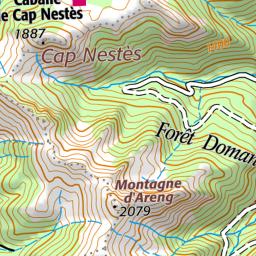 Cabane
de Cap Nestès
1887
Cap Nestès
Forêt Doman
Montagne
d'Areng
2079